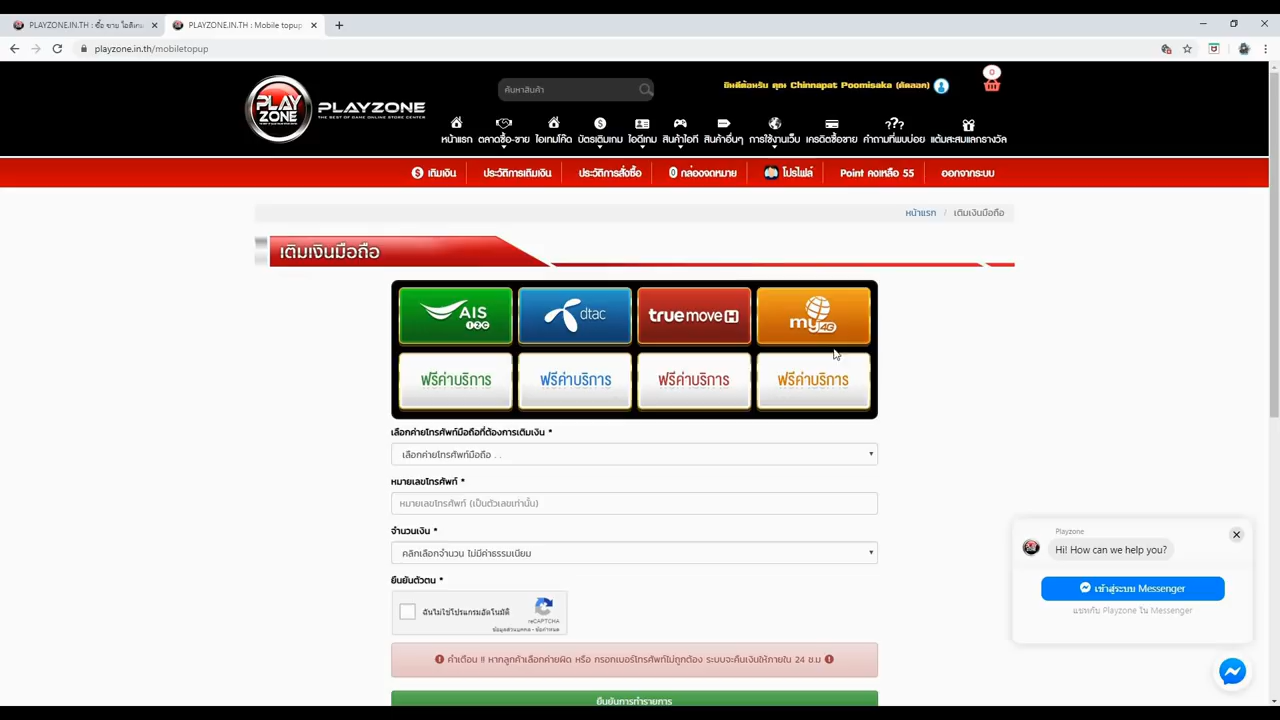 PLAYZONE.IN.TH : ซื้อ ขาย ไอดีเกม
PLAYZONE.IN.TH : Mobile topup
playzone.in.th/mobiletopup
PLAY ZONE
PLAYZONE
THE BEST OF GAME ONLINE STORE CENTER
ค้นหาสินค้า
ยินดีต้อนรับ คุณ Chinnapat Poomisaka (คัดลอก)
0
หน้าแรก ตลาดซื้อ-ขาย ไอเทมโค๊ด บัตรเติมเกม ไอดีเกม สินค้าไอที สินค้าอื่นๆ การใช้งานเว็บ เครดิตซื้อขาย คำถามที่พบบ่อย แต้มสะสมแลกรางวัล
เติมเงิน ประวัติการเติมเงิน ประวัติการสั่งซื้อ 0 กล่องจดหมาย โปรไฟล์ Point คงเหลือ 55 ออกจากระบบ
หน้าแรก / เติมเงินมือถือ
เติมเงินมือถือ
AIS 12C dtac truemove H my 4G
ฟรีค่าบริการ ฟรีค่าบริการ ฟรีค่าบริการ ฟรีค่าบริการ
เลือกค่ายโทรศัพท์มือถือที่ต้องการเติมเงิน *
เลือกค่ายโทรศัพท์มือถือ . .
หมายเลขโทรศัพท์ *
หมายเลขโทรศัพท์ (เป็นตัวเลขเท่านั้น)
จำนวนเงิน *
คลิกเลือกจำนวน ไม่มีค่าธรรมเนียม
ยืนยันตัวตน *
ฉันไม่ใช่โปรแกรมอัตโนมัติ
reCAPTCHA
ข้อมูลส่วนบุคคล - ข้อกำหนด
คำเตือน !! หากลูกค้าเลือกค่ายผิด หรือ กรอกเบอร์โทรศัพท์ไม่ถูกต้อง ระบบจะคืนเงินให้ภายใน 24 ช.ม
ยืนยันการทำรายการ
Playzone
Hi! How can we help you?
เข้าสู่ระบบ Messenger
แชทกับ Playzone ใน Messenger